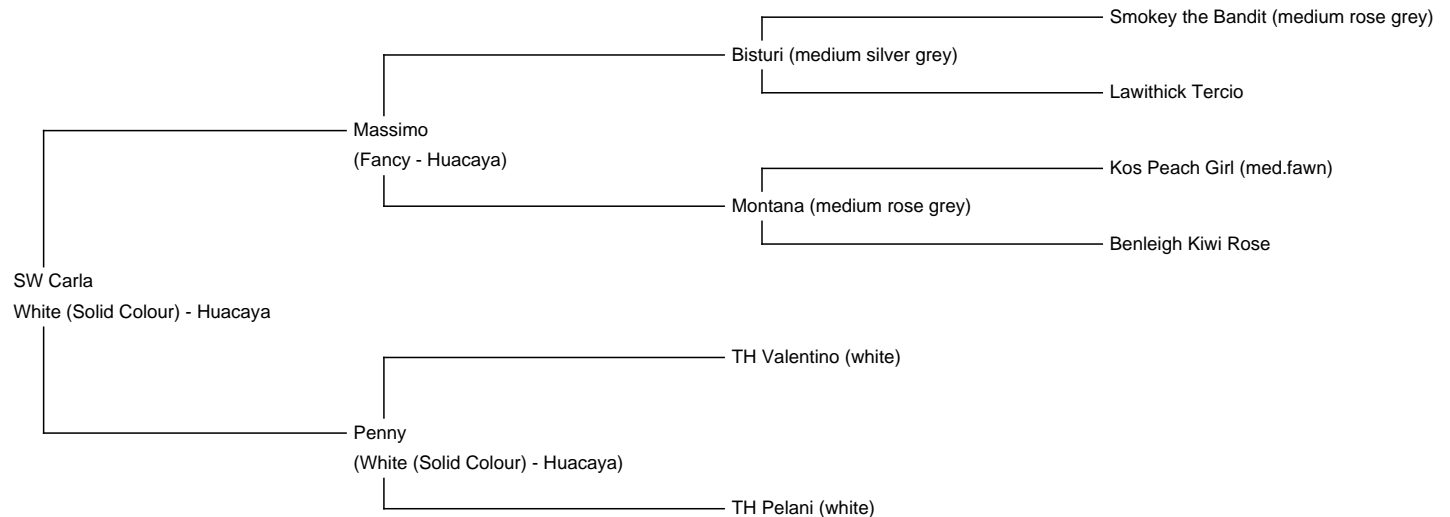 Smokey the Bandit (medium rose grey)
Bisturi (medium silver grey)
Lawithick Tercio
Massimo
(Fancy - Huacaya)
Kos Peach Girl (med.fawn)
Montana (medium rose grey)
Benleigh Kiwi Rose
SW Carla
White (Solid Colour) - Huacaya
TH Valentino (white)
Penny
(White (Solid Colour) - Huacaya)
TH Pelani (white)